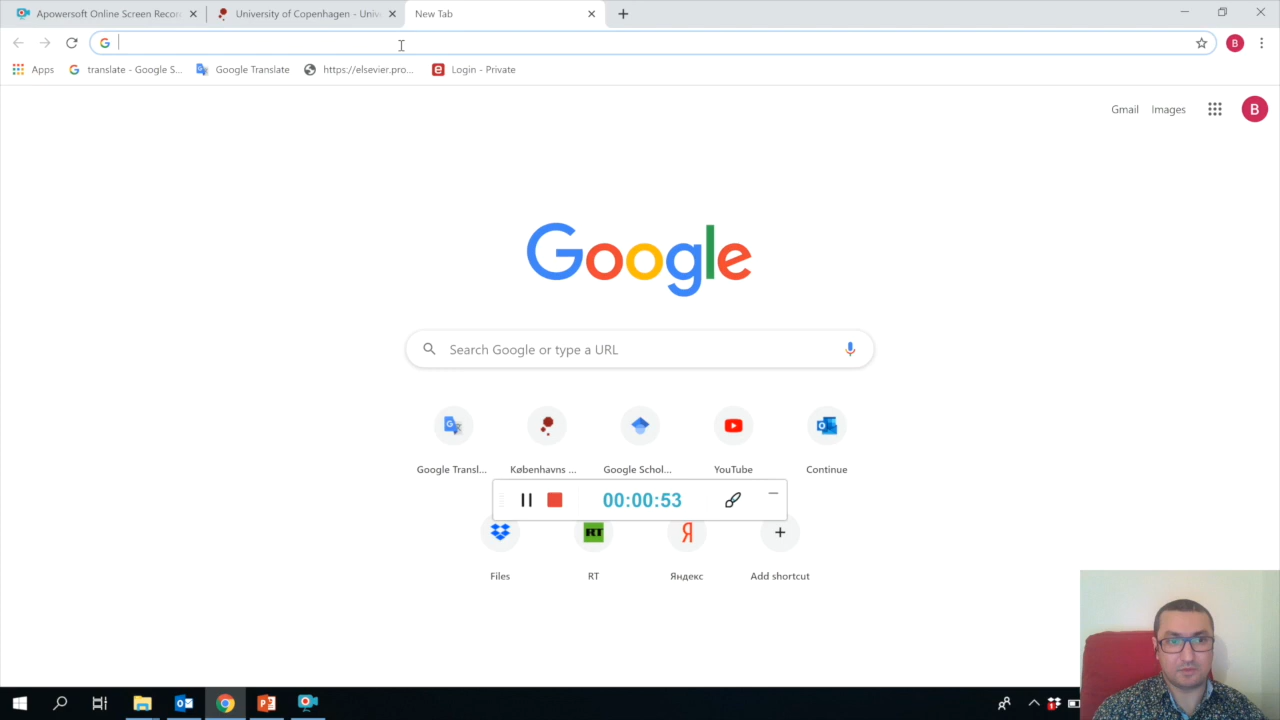 Apowersoft Online Screen Recor
University of Copenhagen - Univ
New Tab
Apps
translate - Google S...
Google Translate
https://elsevier.pro...
Login - Private
Gmail
Images
B
B
Google
Search Google or type a URL
Google Transl...
Københavns ...
Google Schol...
YouTube
Continue
00:00:53
RT
Я
Files
RT
Яндекс
Add shortcut